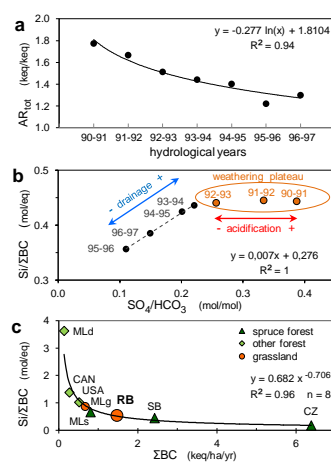 a
y = -0.277 ln(x) + 1.8104
R² = 0.94
ARtot
(keq/keq)
1.8
1.6
1.4
1.2
1.0
90-91 91-92 92-93 93-94 94-95 95-96 96-97
hydrological years
b
weathering plateau
- drainage +
92-93 91-92 90-91
93-94
94-95
96-97
95-96
- acidification +
y = 0,007x + 0,276
R² = 1
Si/ΣBC
(mol/eq)
0.5
0.4
0.3
0.0 0.1 0.2 0.3 0.4
SO4/HCO3 (mol/mol)
c
spruce forest
other forest
grassland
MLd
CAN
USA
MLg
MLs
RB
SB
CZ
y = 0.682 x -0.706
R² = 0.96 n = 8
Si/ΣBC
(mol/eq)
4
3
2
1
0
0 1 2 3 4 5 6 7
ΣBC (keq/ha/yr)